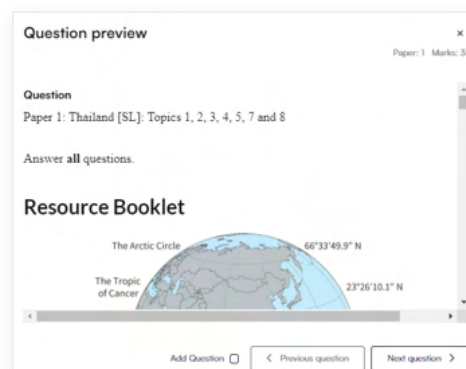 Question preview
×
Paper: 1 Marks: 3
Question
Paper 1: Thailand [SL]: Topics 1, 2, 3, 4, 5, 7 and 8
Answer all questions.
Resource Booklet
The Arctic Circle
66°33'49.9" N
The Tropic
of Cancer
23°26'10.1" N
Add Question
< Previous question
Next question >